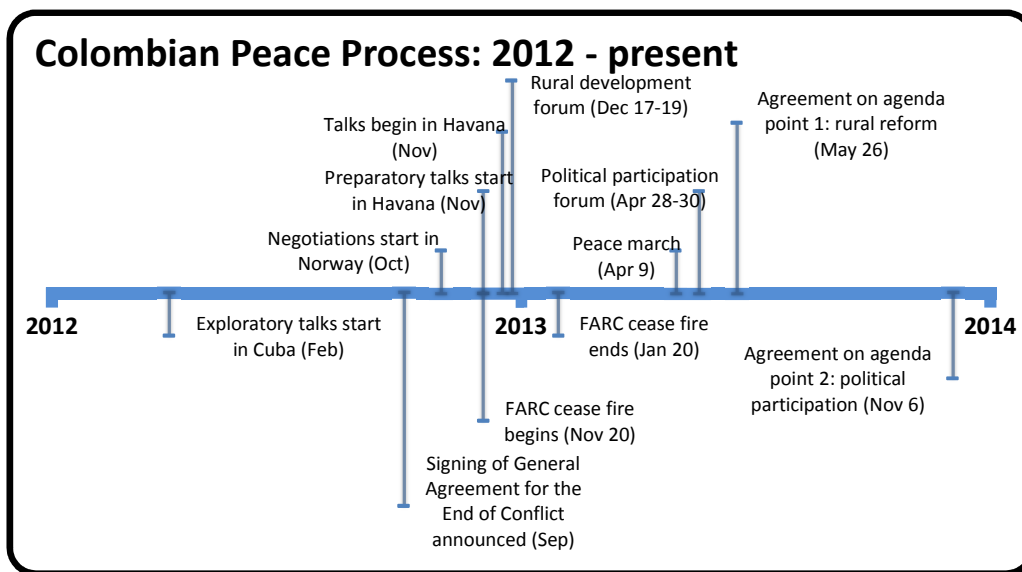 Colombian Peace Process: 2012 - present
Rural development
forum (Dec 17-19)
Agreement on agenda
point 1: rural reform
(May 26)
Talks begin in Havana
(Nov)
Preparatory talks start
in Havana (Nov)
Political participation
forum (Apr 28-30)
Negotiations start in
Norway (Oct)
Peace march
(Apr 9)
2012
2013
2014
Exploratory talks start
in Cuba (Feb)
FARC cease fire
ends (Jan 20)
Agreement on agenda
point 2: political
participation (Nov 6)
FARC cease fire
begins (Nov 20)
Signing of General
Agreement for the
End of Conflict
announced (Sep)